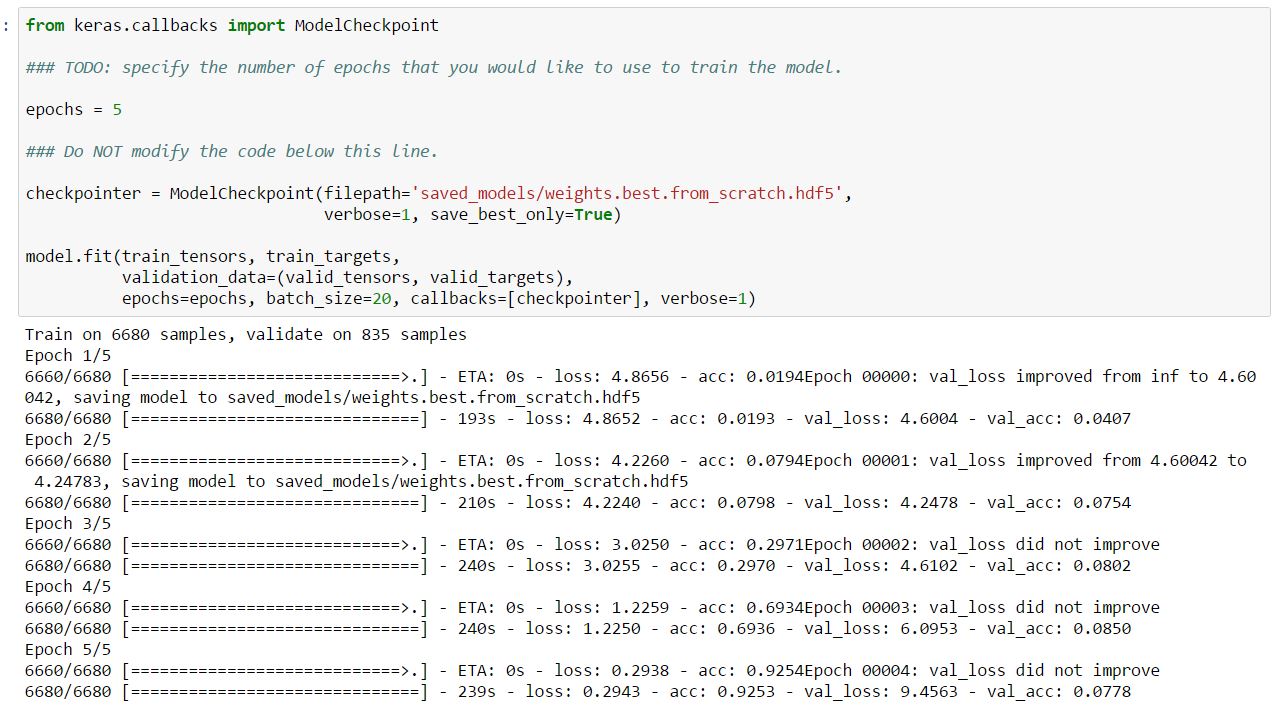 : from keras.callbacks import ModelCheckpoint
### TODO: specify the number of epochs that you would like to use to train the model.
epochs = 5
### Do NOT modify the code below this line.
checkpointer = ModelCheckpoint(filepath='saved_models/weights.best.from_scratch.hdf5',
verbose=1, save_best_only=True)
model.fit(train_tensors, train_targets,
validation_data=(valid_tensors, valid_targets),
epochs=epochs, batch_size=20, callbacks=[checkpointer], verbose=1)
Train on 6680 samples, validate on 835 samples
Epoch 1/5
6660/6680 [============================>.] - ETA: 0s - loss: 4.8656 - acc: 0.0194Epoch 00000: val_loss improved from inf to 4.60
042, saving model to saved_models/weights.best.from_scratch.hdf5
6680/6680 [==============================] - 193s - loss: 4.8652 - acc: 0.0193 - val_loss: 4.6004 - val_acc: 0.0407
Epoch 2/5
6660/6680 [============================>.] - ETA: 0s - loss: 4.2260 - acc: 0.0794Epoch 00001: val_loss improved from 4.60042 to
4.24783, saving model to saved_models/weights.best.from_scratch.hdf5
6680/6680 [==============================] - 210s - loss: 4.2240 - acc: 0.0798 - val_loss: 4.2478 - val_acc: 0.0754
Epoch 3/5
6660/6680 [============================>.] - ETA: 0s - loss: 3.0250 - acc: 0.2971Epoch 00002: val_loss did not improve
6680/6680 [==============================] - 240s - loss: 3.0255 - acc: 0.2970 - val_loss: 4.6102 - val_acc: 0.0802
Epoch 4/5
6660/6680 [============================>.] - ETA: 0s - loss: 1.2259 - acc: 0.6934Epoch 00003: val_loss did not improve
6680/6680 [==============================] - 240s - loss: 1.2250 - acc: 0.6936 - val_loss: 6.0953 - val_acc: 0.0850
Epoch 5/5
6660/6680 [============================>.] - ETA: 0s - loss: 0.2938 - acc: 0.9254Epoch 00004: val_loss did not improve
6680/6680 [==============================] - 239s - loss: 0.2943 - acc: 0.9253 - val_loss: 9.4563 - val_acc: 0.0778